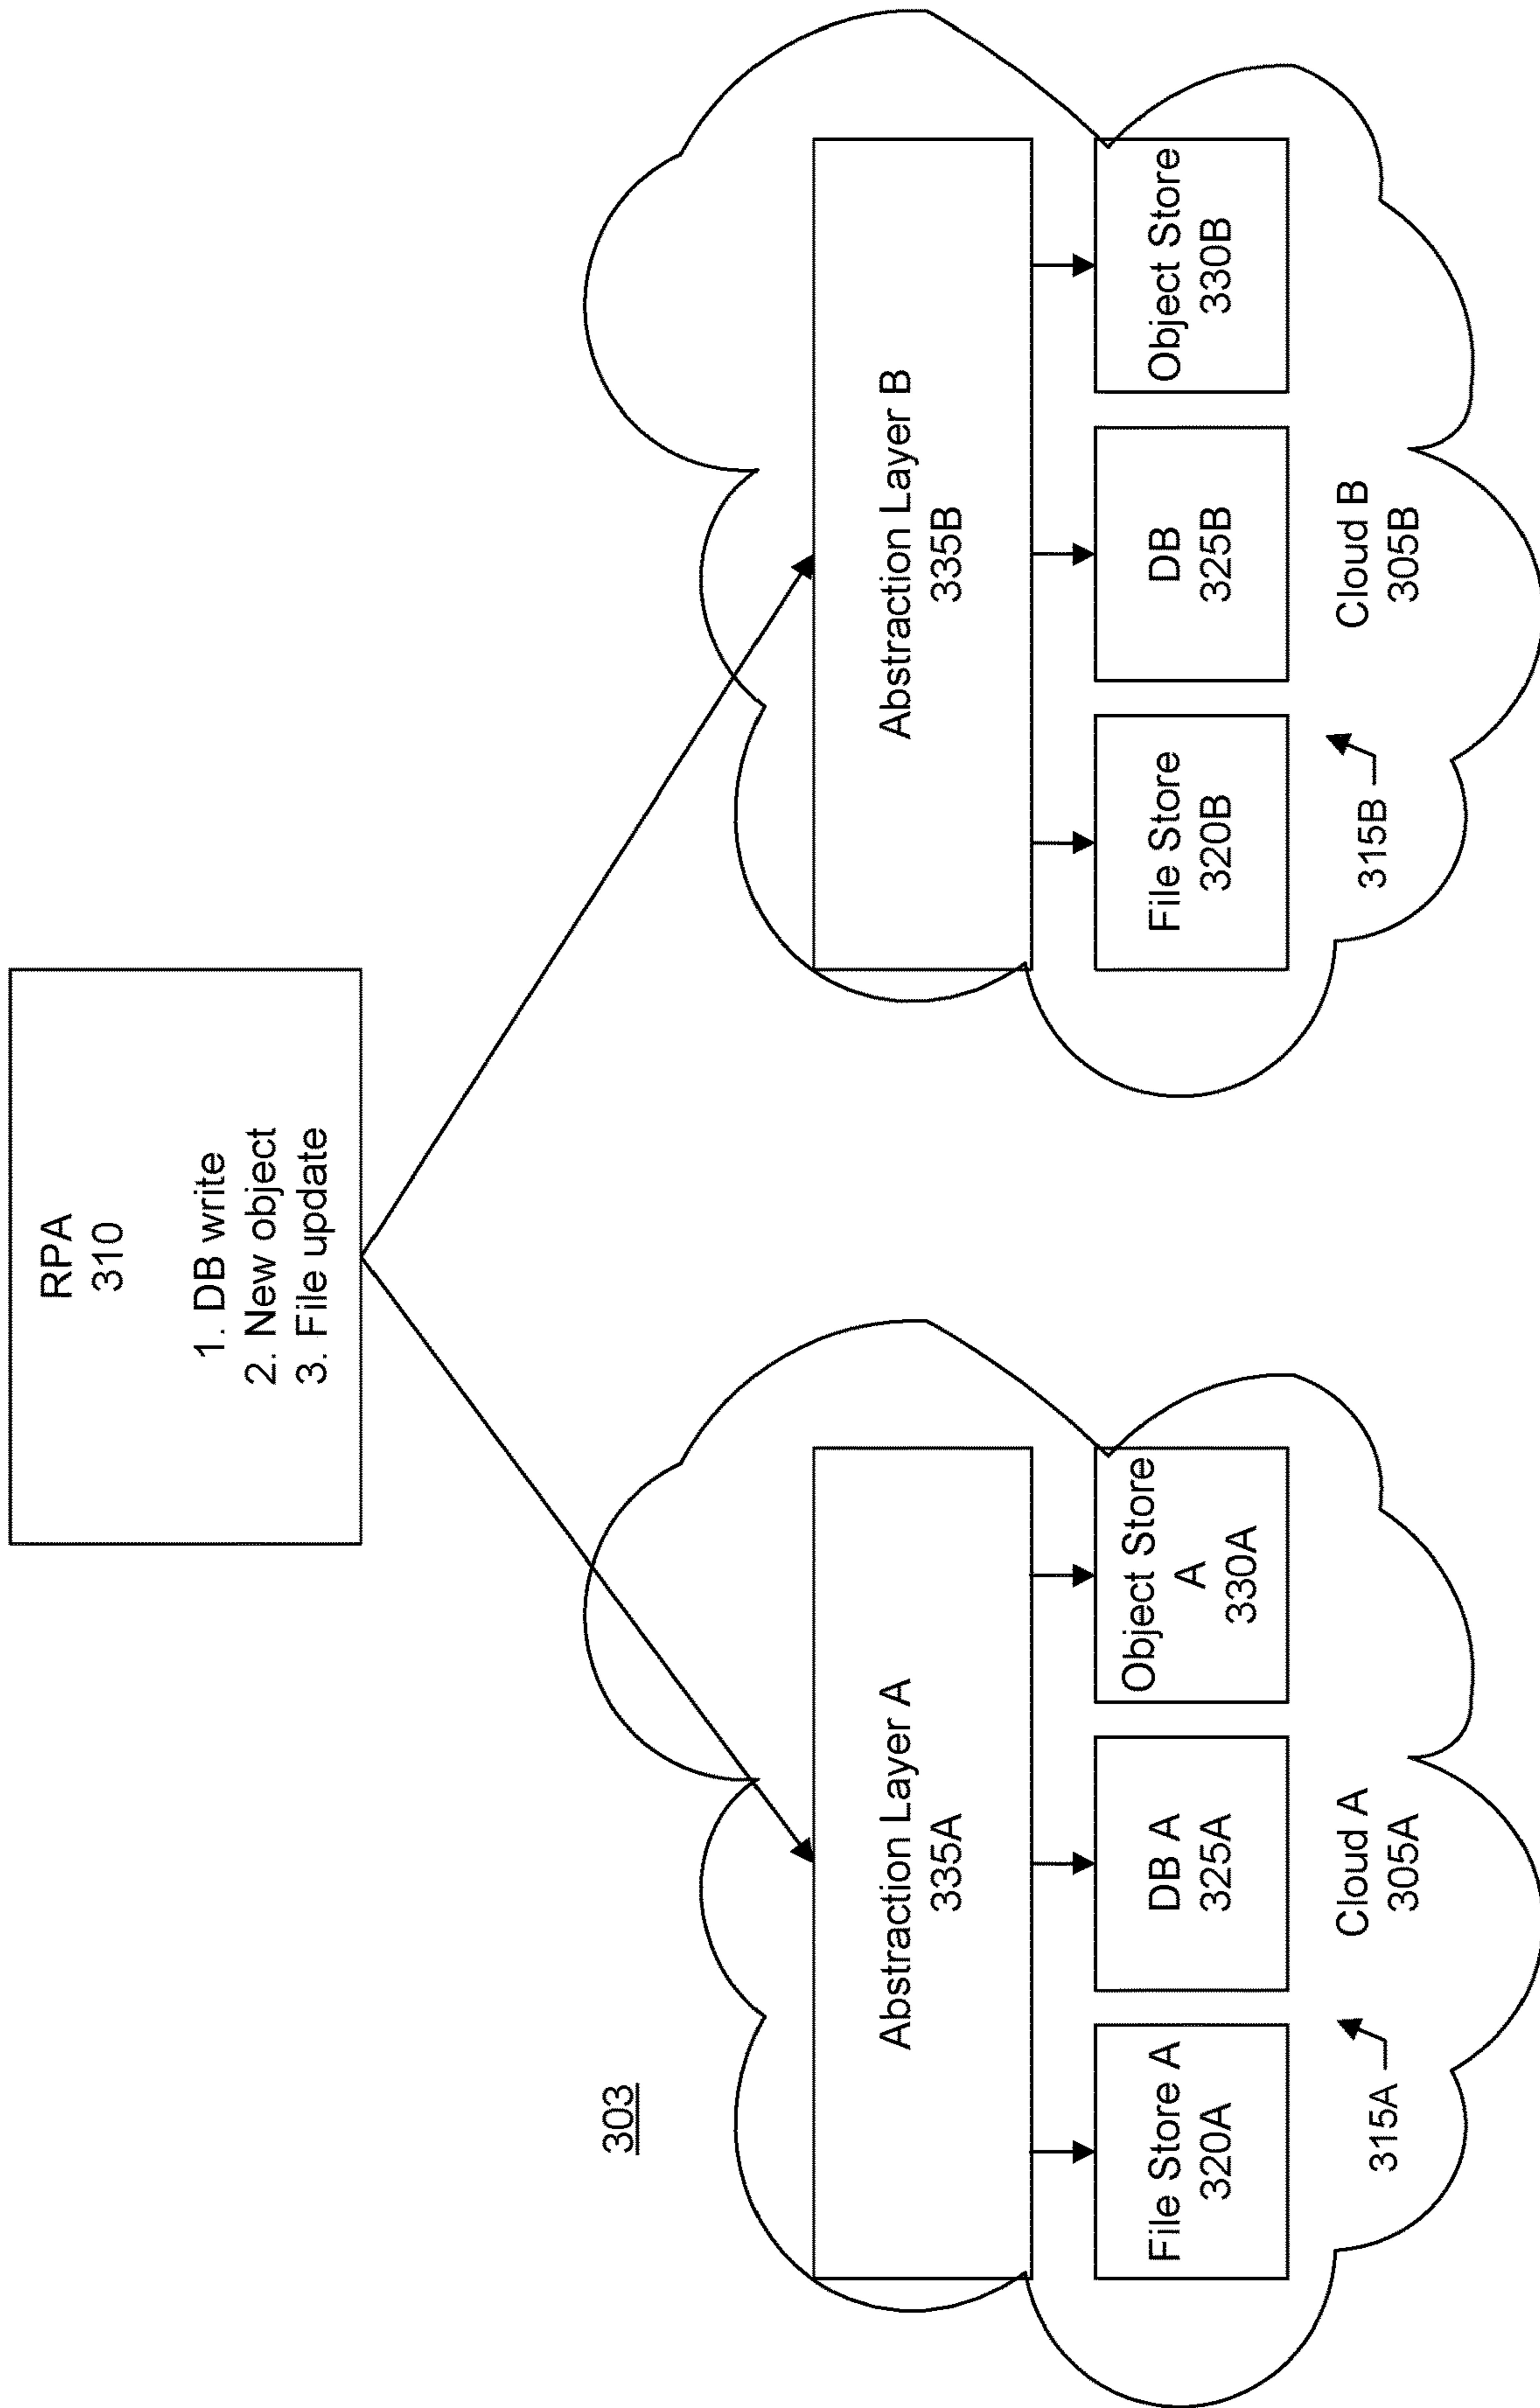 RPA
310
1. DB write
2. New object
3. File update
303
Abstraction Layer A
335A
File Store A
320A
DB A
325A
Object Store
A
330A
315A
Cloud A
305A
Abstraction Layer B
335B
File Store
320B
DB
325B
Object Store
330B
315B
Cloud B
305B